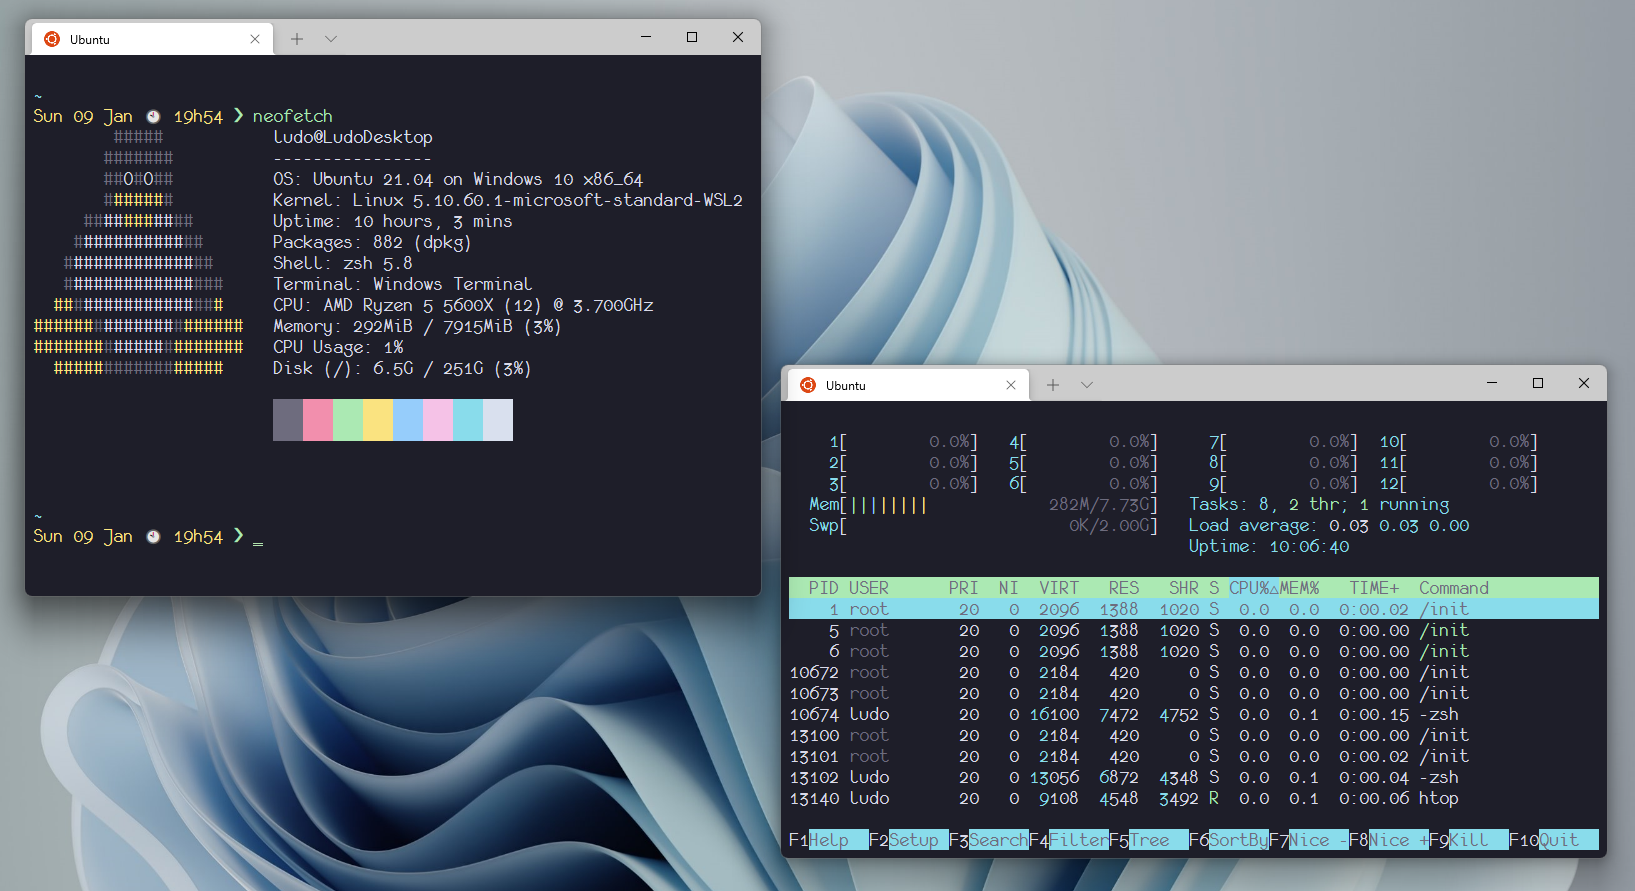 Ubuntu
~
Sun 09 Jan 🕙 19h54 ❯ neofetch
#####
ludo@LudoDesktop
#######
----------------
##O#O##
OS: Ubuntu 21.04 on Windows 10 x86_64
#######
Kernel: Linux 5.10.60.1-microsoft-standard-WSL2
###########
Uptime: 10 hours, 3 mins
#############
Packages: 882 (dpkg)
###############
Shell: zsh 5.8
################
Terminal: Windows Terminal
#################
CPU: AMD Ryzen 5 5600X (12) @ 3.700GHz
#####################
Memory: 292MiB / 7915MiB (3%)
#####################
CPU Usage: 1%
#################
Disk (/): 6.5G / 251G (3%)
~
Sun 09 Jan 🕙 19h54 ❯ _
Ubuntu
1[ 0.0%] 4[ 0.0%] 7[ 0.0%] 10[ 0.0%]
2[ 0.0%] 5[ 0.0%] 8[ 0.0%] 11[ 0.0%]
3[ 0.0%] 6[ 0.0%] 9[ 0.0%] 12[ 0.0%]
Mem[|||||||| 282M/7.73G] Tasks: 8, 2 thr; 1 running
Swp[ 0K/2.00G] Load average: 0.03 0.03 0.00
Uptime: 10:06:40
PID USER PRI NI VIRT RES SHR S CPU%△MEM% TIME+ Command
1 root 20 0 2096 1388 1020 S 0.0 0.0 0:00.02 /init
5 root 20 0 2096 1388 1020 S 0.0 0.0 0:00.00 /init
6 root 20 0 2096 1388 1020 S 0.0 0.0 0:00.00 /init
10672 root 20 0 2184 420 0 S 0.0 0.0 0:00.00 /init
10673 root 20 0 2184 420 0 S 0.0 0.0 0:00.00 /init
10674 ludo 20 0 16100 7472 4752 S 0.0 0.1 0:00.15 -zsh
13100 root 20 0 2184 420 0 S 0.0 0.0 0:00.00 /init
13101 root 20 0 2184 420 0 S 0.0 0.0 0:00.02 /init
13102 ludo 20 0 13056 6872 4348 S 0.0 0.1 0:00.04 -zsh
13140 ludo 20 0 9108 4548 3492 R 0.0 0.1 0:00.06 htop
F1Help F2Setup F3SearchF4FilterF5Tree F6SortByF7Nice -F8Nice +F9Kill F10Quit